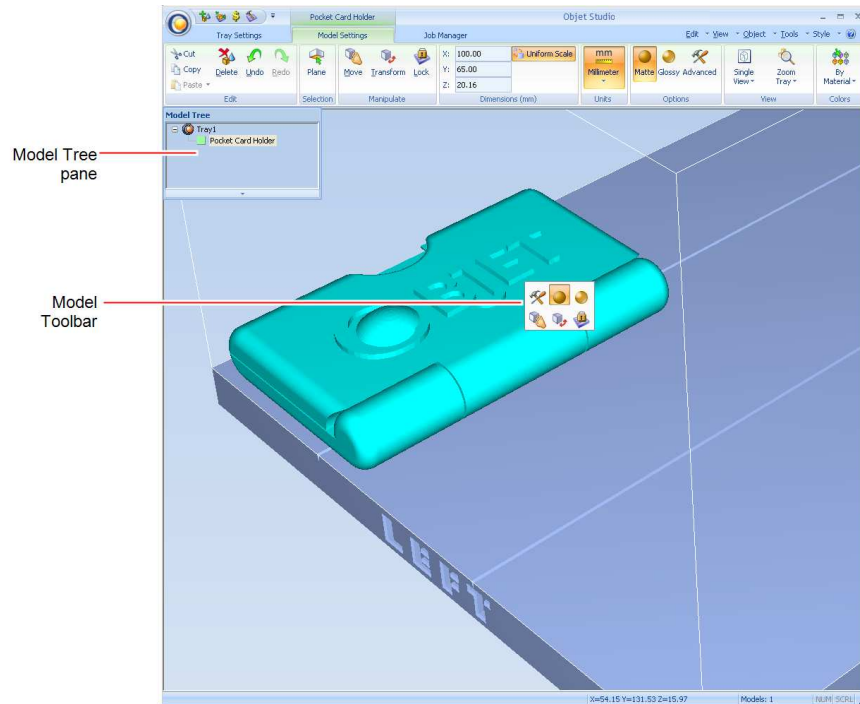 Pocket Card Holder
Objet Studio
Tray Settings
Model Settings
Job Manager
Edit
View
Object
Tools
Style
Cut
Copy
Paste
Delete
Undo
Redo
Edit
Plane
Selection
Move
Transform
Lock
Manipulate
X: 100.00
Y: 65.00
Z: 20.16
Uniform Scale
Dimensions (mm)
mm
Millimeter
Units
Matte
Glossy
Advanced
Options
Single View
Zoom Tray
View
By Material
Colors
Model Tree
Tray1
Pocket Card Holder
Model Tree
pane
Model
Toolbar
LEFT
X=54.15 Y=131.53 Z=15.97
Models: 1
NUM
SCRL